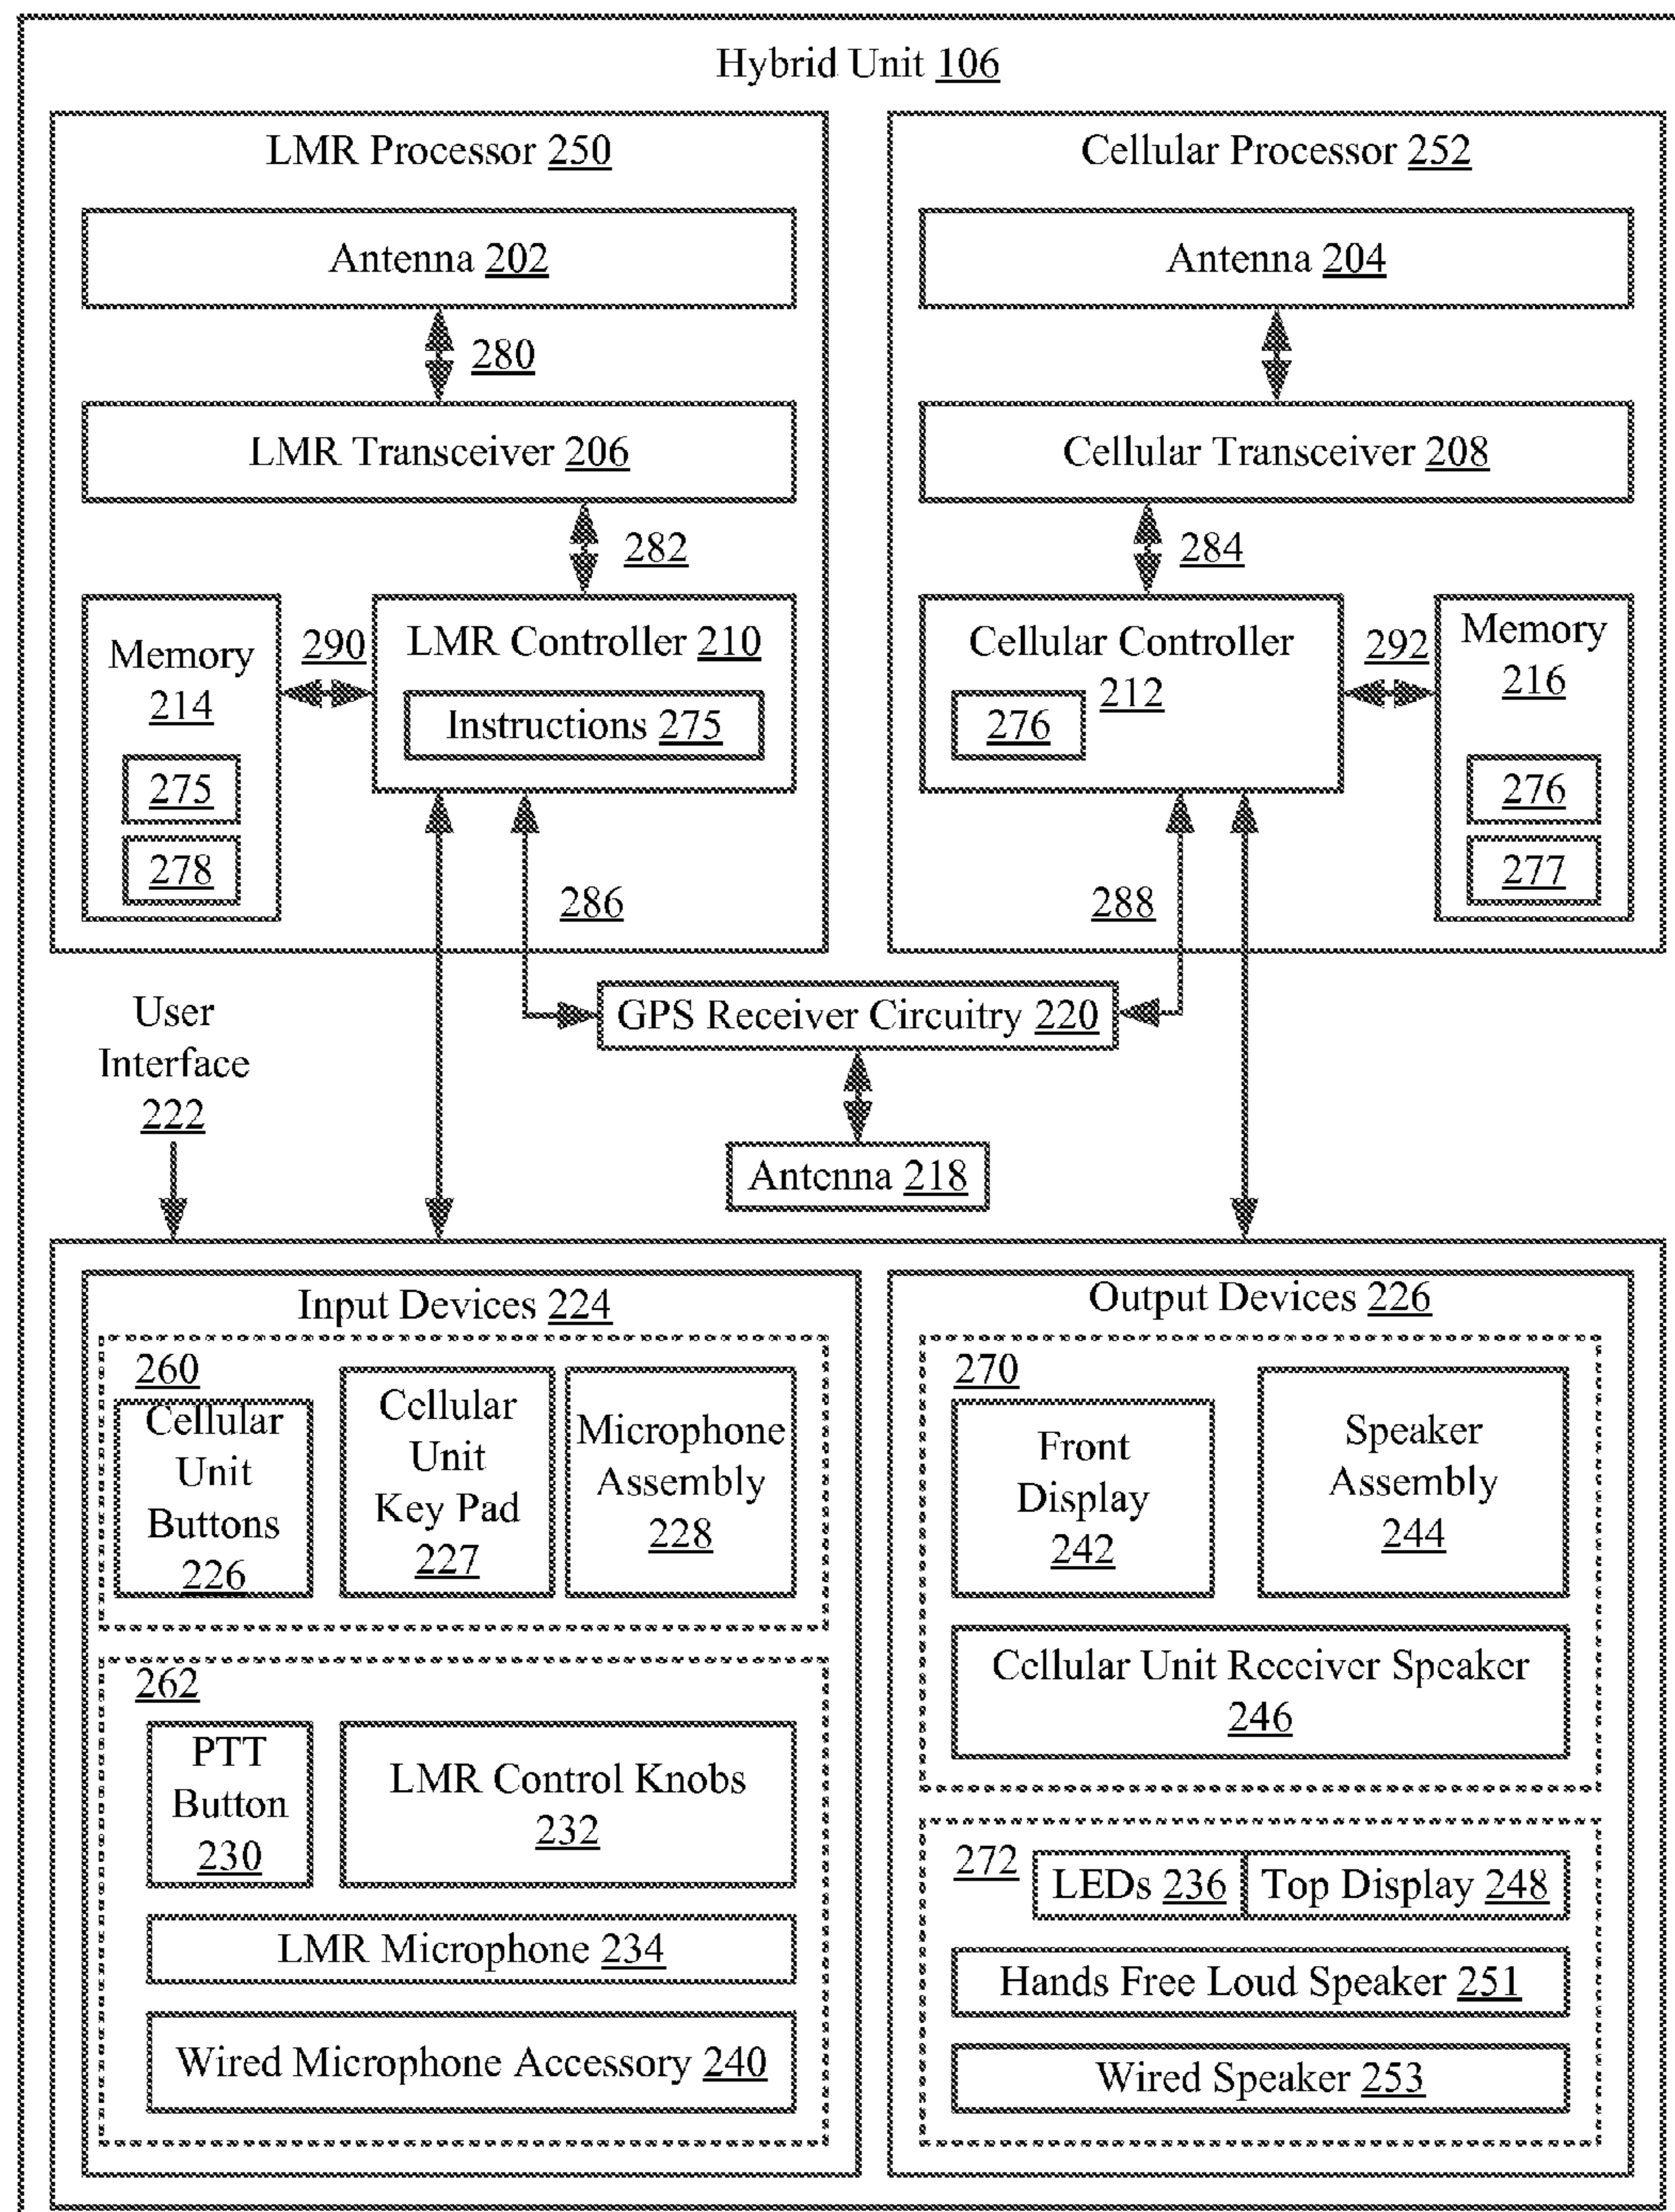 Hybrid Unit 106
LMR Processor 250
Antenna 202
280
LMR Transceiver 206
282
Memory
214
275
278
290
LMR Controller 210
Instructions 275
286
Cellular Processor 252
Antenna 204
Cellular Transceiver 208
284
Cellular Controller
212
276
292
Memory
216
276
277
288
GPS Receiver Circuitry 220
Antenna 218
User
Interface
222
Input Devices 224
260
Cellular
Unit
Buttons
226
Cellular
Unit
Key Pad
227
Microphone
Assembly
228
262
PTT
Button
230
LMR Control Knobs
232
LMR Microphone 234
Wired Microphone Accessory 240
Output Devices 226
270
Front
Display
242
Speaker
Assembly
244
Cellular Unit Receiver Speaker
246
272
LEDs 236
Top Display 248
Hands Free Loud Speaker 251
Wired Speaker 253